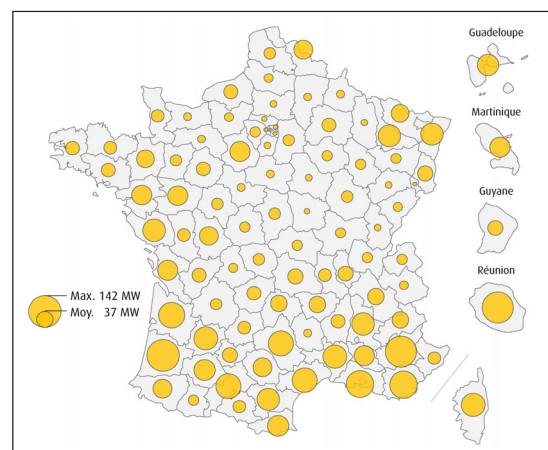 Guadeloupe
Martinique
Guyane
Réunion
Max. 142 MW
Moy. 37 MW